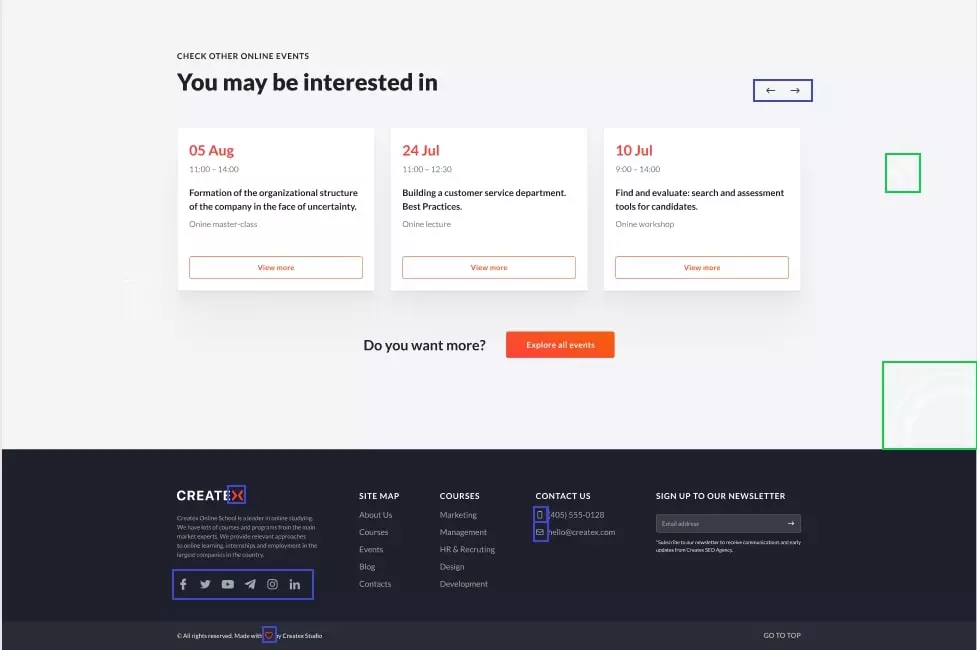 CHECK OTHER ONLINE EVENTS
You may be interested in
← →
05 Aug
11:00 – 14:00
Formation of the organizational structure
of the company in the face of uncertainty.
Onine master-class
View more
24 Jul
11:00 – 12:30
Building a customer service department.
Best Practices.
Onine lecture
View more
10 Jul
9:00 – 14:00
Find and evaluate: search and assessment
tools for candidates.
Onine workshop
View more
Do you want more?
Explore all events
CREATEX
Createx Online School is a leader in online studying.
We have lots of courses and programs from the main
market experts. We provide relevant approaches
to online learning, internships and employment in the
largest companies in the country.
SITE MAP
About Us
Courses
Events
Blog
Contacts
COURSES
Marketing
Management
HR & Recruting
Design
Development
CONTACT US
(405) 555-0128
hello@createx.com
SIGN UP TO OUR NEWSLETTER
Email address →
*Subscribe to our newsletter to receive communications and early
updates from Createx SEO Agency.
© All rights reserved. Made with by Createx Studio
GO TO TOP